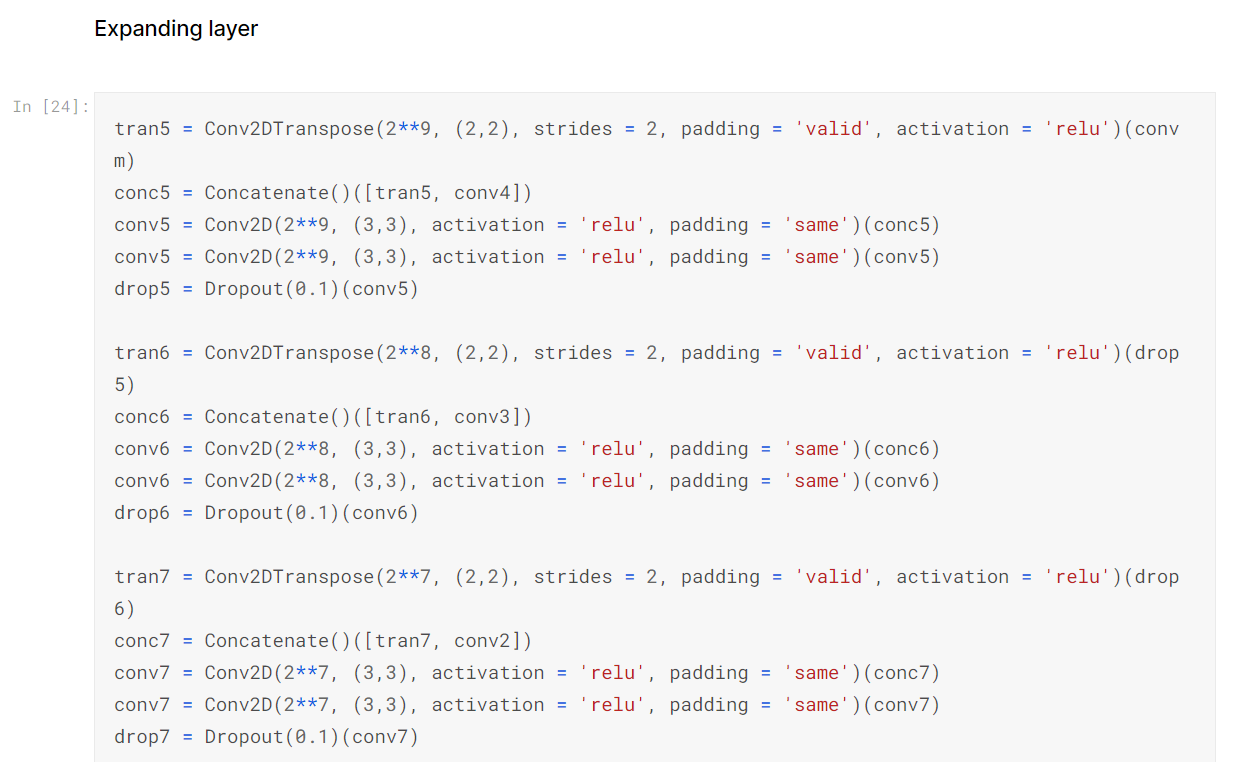 Expanding layer
In [24]:
tran5 = Conv2DTranspose(2**9, (2,2), strides = 2, padding = 'valid', activation = 'relu')(conv
m)
conc5 = Concatenate()([tran5, conv4])
conv5 = Conv2D(2**9, (3,3), activation = 'relu', padding = 'same')(conc5)
conv5 = Conv2D(2**9, (3,3), activation = 'relu', padding = 'same')(conv5)
drop5 = Dropout(0.1)(conv5)

tran6 = Conv2DTranspose(2**8, (2,2), strides = 2, padding = 'valid', activation = 'relu')(drop
5)
conc6 = Concatenate()([tran6, conv3])
conv6 = Conv2D(2**8, (3,3), activation = 'relu', padding = 'same')(conc6)
conv6 = Conv2D(2**8, (3,3), activation = 'relu', padding = 'same')(conv6)
drop6 = Dropout(0.1)(conv6)

tran7 = Conv2DTranspose(2**7, (2,2), strides = 2, padding = 'valid', activation = 'relu')(drop
6)
conc7 = Concatenate()([tran7, conv2])
conv7 = Conv2D(2**7, (3,3), activation = 'relu', padding = 'same')(conc7)
conv7 = Conv2D(2**7, (3,3), activation = 'relu', padding = 'same')(conv7)
drop7 = Dropout(0.1)(conv7)